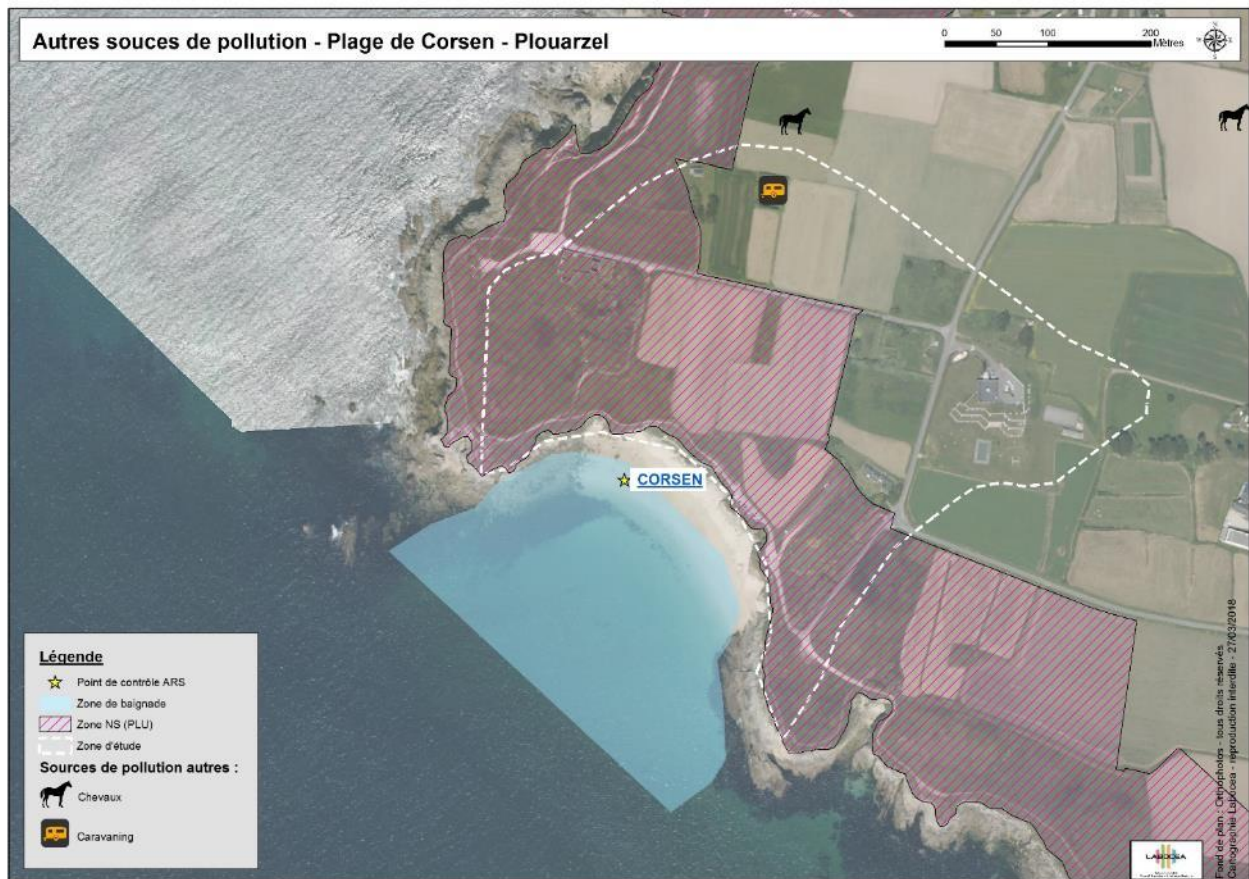 Autres souces de pollution - Plage de Corsen - Plouarzel
0 50 100 200
Mètres
CORSEN
Légende
Point de contrôle ARS
Zone de baignade
Zone NS (PLU)
Zone d'étude
Sources de pollution autres :
Chevaux
Caravaning
LABOCEA
Fond de plan : Orthophotos - tous droits réservés
Cartographie Labocea - reproduction interdite - 27/03/2018